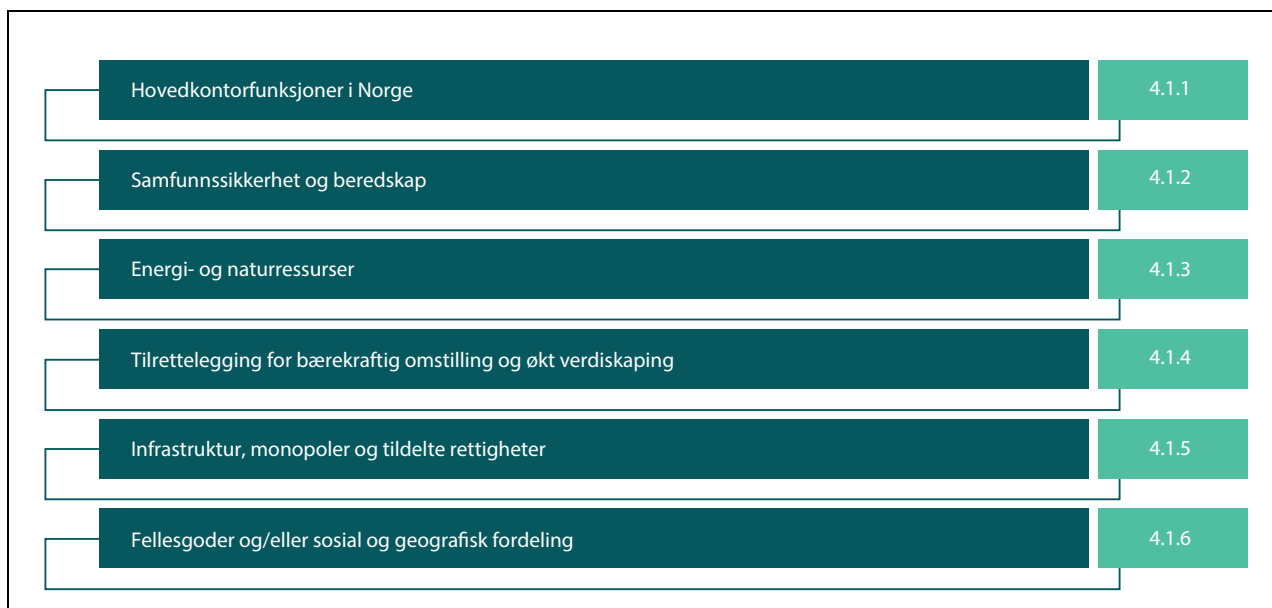 Hovedkontorfunksjoner i Norge 4.1.1
Samfunnssikkerhet og beredskap 4.1.2
Energi- og naturressurser 4.1.3
Tilrettelegging for bærekraftig omstilling og økt verdiskaping 4.1.4
Infrastruktur, monopoler og tildelte rettigheter 4.1.5
Fellesgoder og/eller sosial og geografisk fordeling 4.1.6